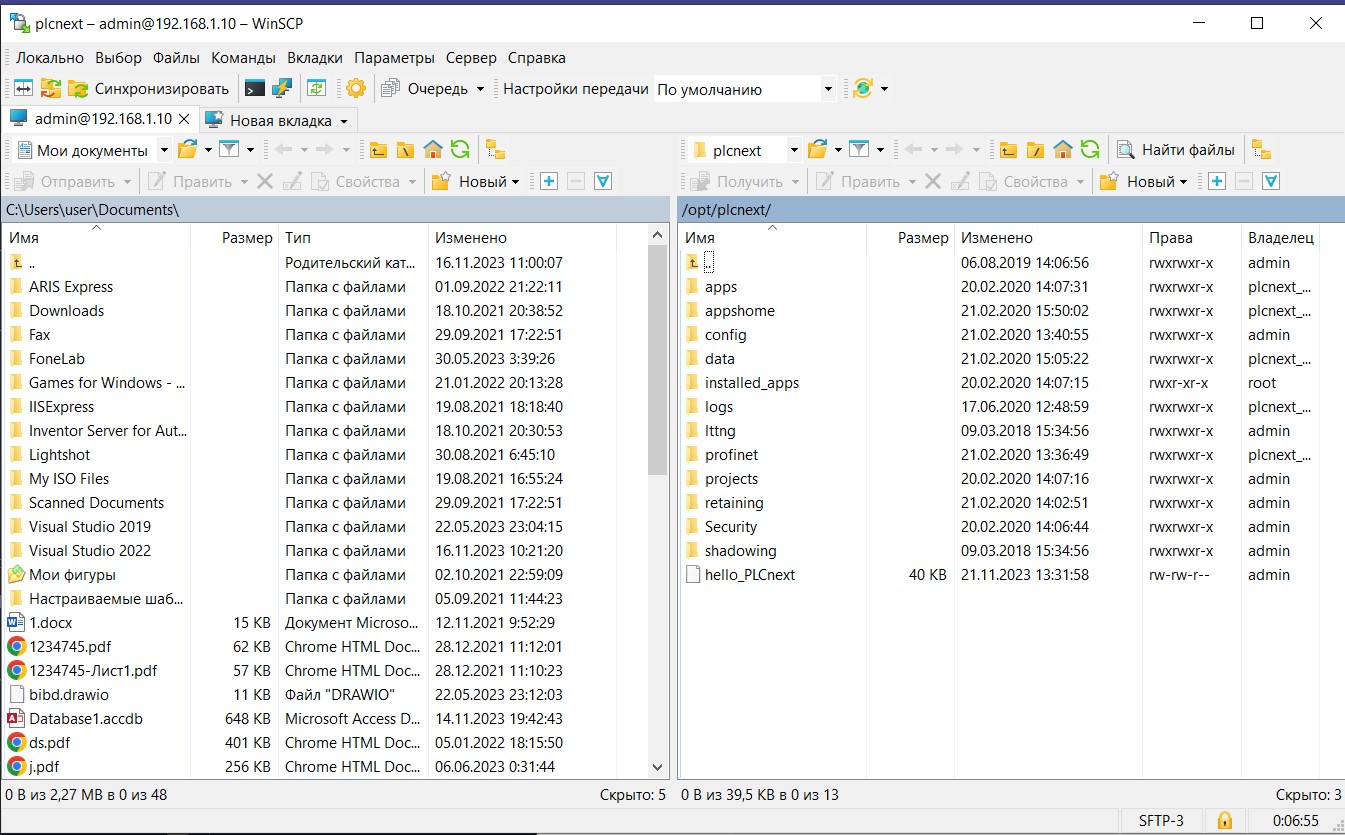 plcnext – admin@192.168.1.10 – WinSCP
Локально Выбор Файлы Команды Вкладки Параметры Сервер Справка
Синхронизировать Очередь Настройки передачи По умолчанию
admin@192.168.1.10 Новая вкладка
Мои документы plcnext Найти файлы
Отправить Править Свойства Новый Получить Править Свойства Новый
C:\Users\user\Documents\ /opt/plcnext/
Имя Размер Тип Изменено Имя Размер Изменено Права Владелец
.. Родительский кат... 16.11.2023 11:00:07 .. 06.08.2019 14:06:56 rwxrwxr-x admin
ARIS Express Папка с файлами 01.09.2022 21:22:11 apps 20.02.2020 14:07:31 rwxrwxr-x plcnext_...
Downloads Папка с файлами 18.10.2021 20:38:52 appshome 21.02.2020 15:50:02 rwxrwxr-x plcnext_...
Fax Папка с файлами 29.09.2021 17:22:51 config 21.02.2020 13:40:55 rwxrwxr-x admin
FoneLab Папка с файлами 30.05.2023 3:39:26 data 21.02.2020 15:05:22 rwxrwxr-x plcnext_...
Games for Windows - ... Папка с файлами 21.01.2022 20:13:28 installed_apps 20.02.2020 14:07:15 rwxr-xr-x root
IISExpress Папка с файлами 19.08.2021 18:18:40 logs 17.06.2020 12:48:59 rwxrwxr-x plcnext_...
Inventor Server for Aut... Папка с файлами 18.10.2021 20:30:53 lttng 09.03.2018 15:34:56 rwxrwxr-x admin
Lightshot Папка с файлами 30.08.2021 6:45:10 profinet 21.02.2020 13:36:49 rwxrwxr-x plcnext_...
My ISO Files Папка с файлами 19.08.2021 16:55:24 projects 20.02.2020 14:07:16 rwxrwxr-x admin
Scanned Documents Папка с файлами 29.09.2021 17:22:51 retaining 21.02.2020 14:02:51 rwxrwxr-x admin
Visual Studio 2019 Папка с файлами 22.05.2023 23:04:15 Security 20.02.2020 14:06:44 rwxrwxr-x admin
Visual Studio 2022 Папка с файлами 16.11.2023 10:21:20 shadowing 09.03.2018 15:34:56 rwxrwxr-x admin
Мои фигуры Папка с файлами 02.10.2021 22:59:09 hello_PLCnext 40 KB 21.11.2023 13:31:58 rw-rw-r-- admin
Настраиваемые шаб... Папка с файлами 05.09.2021 11:44:23
1.docx 15 KB Документ Microso... 12.11.2021 9:52:29
1234745.pdf 62 KB Chrome HTML Doc... 28.12.2021 11:12:01
1234745-Лист1.pdf 57 KB Chrome HTML Doc... 28.12.2021 11:10:23
bibd.drawio 11 KB Файл "DRAWIO" 22.05.2023 23:12:03
Database1.accdb 648 KB Microsoft Access D... 14.11.2023 19:42:43
ds.pdf 401 KB Chrome HTML Doc... 05.01.2022 18:15:50
j.pdf 256 KB Chrome HTML Doc... 06.06.2023 0:31:44
0 B из 2,27 MB в 0 из 48 Скрыто: 5 0 B из 39,5 KB в 0 из 13 Скрыто: 3
SFTP-3 0:06:55